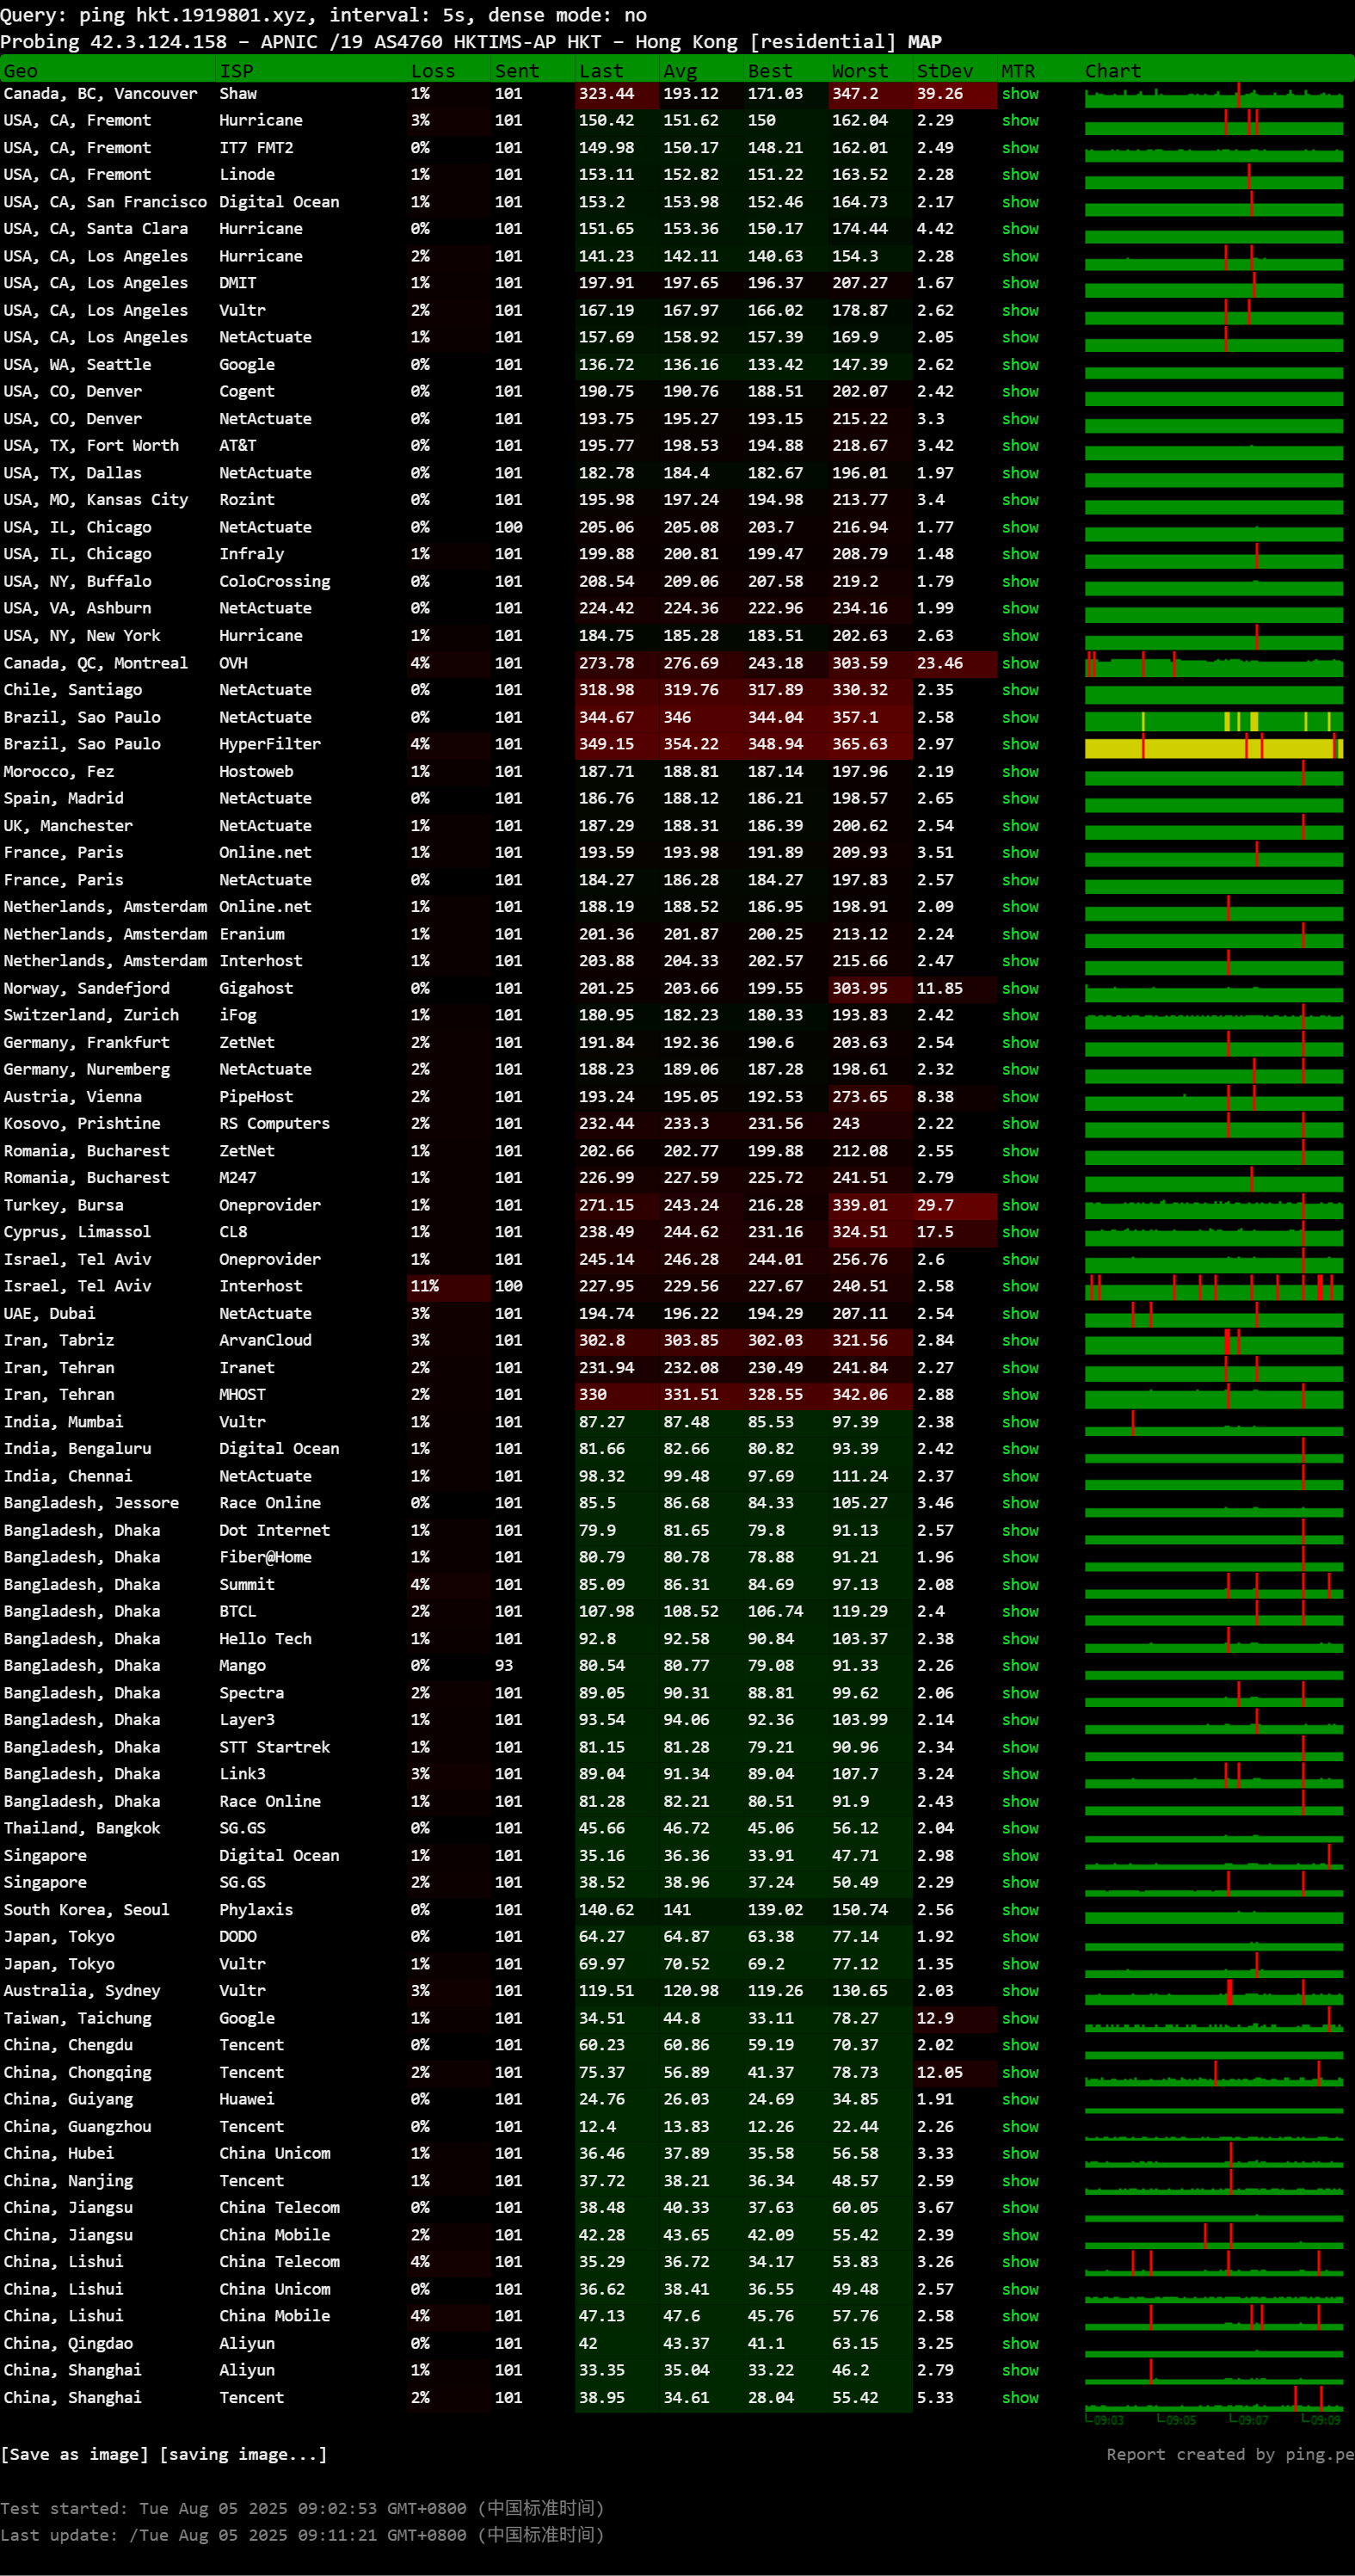 Query: ping hkt.1919801.xyz, interval: 5s, dense mode: no
Probing 42.3.124.158 – APNIC /19 AS4760 HKTIMS-AP HKT – Hong Kong [residential] MAP
Geo ISP Loss Sent Last Avg Best Worst StDev MTR Chart
Canada, BC, Vancouver Shaw 1% 101 323.44 193.12 171.03 347.2 39.26 show
USA, CA, Fremont Hurricane 3% 101 150.42 151.62 150 162.04 2.29 show
USA, CA, Fremont IT7 FMT2 0% 101 149.98 150.17 148.21 162.01 2.49 show
USA, CA, Fremont Linode 1% 101 153.11 152.82 151.22 163.52 2.28 show
USA, CA, San Francisco Digital Ocean 1% 101 153.2 153.98 152.46 164.73 2.17 show
USA, CA, Santa Clara Hurricane 0% 101 151.65 153.36 150.17 174.44 4.42 show
USA, CA, Los Angeles Hurricane 2% 101 141.23 142.11 140.63 154.3 2.28 show
USA, CA, Los Angeles DMIT 1% 101 197.91 197.65 196.37 207.27 1.67 show
USA, CA, Los Angeles Vultr 2% 101 167.19 167.97 166.02 178.87 2.62 show
USA, CA, Los Angeles NetActuate 1% 101 157.69 158.92 157.39 169.9 2.05 show
USA, WA, Seattle Google 0% 101 136.72 136.16 133.42 147.39 2.62 show
USA, CO, Denver Cogent 0% 101 190.75 190.76 188.51 202.07 2.42 show
USA, CO, Denver NetActuate 0% 101 193.75 195.27 193.15 215.22 3.3 show
USA, TX, Fort Worth AT&T 0% 101 195.77 198.53 194.88 218.67 3.42 show
USA, TX, Dallas NetActuate 0% 101 182.78 184.4 182.67 196.01 1.97 show
USA, MO, Kansas City Rozint 0% 101 195.98 197.24 194.98 213.77 3.4 show
USA, IL, Chicago NetActuate 0% 100 205.06 205.08 203.7 216.94 1.77 show
USA, IL, Chicago Infraly 1% 101 199.88 200.81 199.47 208.79 1.48 show
USA, NY, Buffalo ColoCrossing 0% 101 208.54 209.06 207.58 219.2 1.79 show
USA, VA, Ashburn NetActuate 0% 101 224.42 224.36 222.96 234.16 1.99 show
USA, NY, New York Hurricane 1% 101 184.75 185.28 183.51 202.63 2.63 show
Canada, QC, Montreal OVH 4% 101 273.78 276.69 243.18 303.59 23.46 show
Chile, Santiago NetActuate 0% 101 318.98 319.76 317.89 330.32 2.35 show
Brazil, Sao Paulo NetActuate 0% 101 344.67 346 344.04 357.1 2.58 show
Brazil, Sao Paulo HyperFilter 4% 101 349.15 354.22 348.94 365.63 2.97 show
Morocco, Fez Hostoweb 1% 101 187.71 188.81 187.14 197.96 2.19 show
Spain, Madrid NetActuate 0% 101 186.76 188.12 186.21 198.57 2.65 show
UK, Manchester NetActuate 1% 101 187.29 188.31 186.39 200.62 2.54 show
France, Paris Online.net 1% 101 193.59 193.98 191.89 209.93 3.51 show
France, Paris NetActuate 0% 101 184.27 186.28 184.27 197.83 2.57 show
Netherlands, Amsterdam Online.net 1% 101 188.19 188.52 186.95 198.91 2.09 show
Netherlands, Amsterdam Eranium 1% 101 201.36 201.87 200.25 213.12 2.24 show
Netherlands, Amsterdam Interhost 1% 101 203.88 204.33 202.57 215.66 2.47 show
Norway, Sandefjord Gigahost 0% 101 201.25 203.66 199.55 303.95 11.85 show
Switzerland, Zurich iFog 1% 101 180.95 182.23 180.33 193.83 2.42 show
Germany, Frankfurt ZetNet 2% 101 191.84 192.36 190.6 203.63 2.54 show
Germany, Nuremberg NetActuate 2% 101 188.23 189.06 187.28 198.61 2.32 show
Austria, Vienna PipeHost 2% 101 193.24 195.05 192.53 273.65 8.38 show
Kosovo, Prishtine RS Computers 2% 101 232.44 233.3 231.56 243 2.22 show
Romania, Bucharest ZetNet 1% 101 202.66 202.77 199.88 212.08 2.55 show
Romania, Bucharest M247 1% 101 226.99 227.59 225.72 241.51 2.79 show
Turkey, Bursa Oneprovider 1% 101 271.15 243.24 216.28 339.01 29.7 show
Cyprus, Limassol CL8 1% 101 238.49 244.62 231.16 324.51 17.5 show
Israel, Tel Aviv Oneprovider 1% 101 245.14 246.28 244.01 256.76 2.6 show
Israel, Tel Aviv Interhost 11% 100 227.95 229.56 227.67 240.51 2.58 show
UAE, Dubai NetActuate 3% 101 194.74 196.22 194.29 207.11 2.54 show
Iran, Tabriz ArvanCloud 3% 101 302.8 303.85 302.03 321.56 2.84 show
Iran, Tehran Iranet 2% 101 231.94 232.08 230.49 241.84 2.27 show
Iran, Tehran MHOST 2% 101 330 331.51 328.55 342.06 2.88 show
India, Mumbai Vultr 1% 101 87.27 87.48 85.53 97.39 2.38 show
India, Bengaluru Digital Ocean 1% 101 81.66 82.66 80.82 93.39 2.42 show
India, Chennai NetActuate 1% 101 98.32 99.48 97.69 111.24 2.37 show
Bangladesh, Jessore Race Online 0% 101 85.5 86.68 84.33 105.27 3.46 show
Bangladesh, Dhaka Dot Internet 1% 101 79.9 81.65 79.8 91.13 2.57 show
Bangladesh, Dhaka Fiber@Home 1% 101 80.79 80.78 78.88 91.21 1.96 show
Bangladesh, Dhaka Summit 4% 101 85.09 86.31 84.69 97.13 2.08 show
Bangladesh, Dhaka BTCL 2% 101 107.98 108.52 106.74 119.29 2.4 show
Bangladesh, Dhaka Hello Tech 1% 101 92.8 92.58 90.84 103.37 2.38 show
Bangladesh, Dhaka Mango 0% 93 80.54 80.77 79.08 91.33 2.26 show
Bangladesh, Dhaka Spectra 2% 101 89.05 90.31 88.81 99.62 2.06 show
Bangladesh, Dhaka Layer3 1% 101 93.54 94.06 92.36 103.99 2.14 show
Bangladesh, Dhaka STT Startrek 1% 101 81.15 81.28 79.21 90.96 2.34 show
Bangladesh, Dhaka Link3 3% 101 89.04 91.34 89.04 107.7 3.24 show
Bangladesh, Dhaka Race Online 1% 101 81.28 82.21 80.51 91.9 2.43 show
Thailand, Bangkok SG.GS 0% 101 45.66 46.72 45.06 56.12 2.04 show
Singapore Digital Ocean 1% 101 35.16 36.36 33.91 47.71 2.98 show
Singapore SG.GS 2% 101 38.52 38.96 37.24 50.49 2.29 show
South Korea, Seoul Phylaxis 0% 101 140.62 141 139.02 150.74 2.56 show
Japan, Tokyo DODO 0% 101 64.27 64.87 63.38 77.14 1.92 show
Japan, Tokyo Vultr 1% 101 69.97 70.52 69.2 77.12 1.35 show
Australia, Sydney Vultr 3% 101 119.51 120.98 119.26 130.65 2.03 show
Taiwan, Taichung Google 1% 101 34.51 44.8 33.11 78.27 12.9 show
China, Chengdu Tencent 0% 101 60.23 60.86 59.19 70.37 2.02 show
China, Chongqing Tencent 2% 101 75.37 56.89 41.37 78.73 12.05 show
China, Guiyang Huawei 0% 101 24.76 26.03 24.69 34.85 1.91 show
China, Guangzhou Tencent 0% 101 12.4 13.83 12.26 22.44 2.26 show
China, Hubei China Unicom 1% 101 36.46 37.89 35.58 56.58 3.33 show
China, Nanjing Tencent 1% 101 37.72 38.21 36.34 48.57 2.59 show
China, Jiangsu China Telecom 0% 101 38.48 40.33 37.63 60.05 3.67 show
China, Jiangsu China Mobile 2% 101 42.28 43.65 42.09 55.42 2.39 show
China, Lishui China Telecom 4% 101 35.29 36.72 34.17 53.83 3.26 show
China, Lishui China Unicom 0% 101 36.62 38.41 36.55 49.48 2.57 show
China, Lishui China Mobile 4% 101 47.13 47.6 45.76 57.76 2.58 show
China, Qingdao Aliyun 0% 101 42 43.37 41.1 63.15 3.25 show
China, Shanghai Aliyun 1% 101 33.35 35.04 33.22 46.2 2.79 show
China, Shanghai Tencent 2% 101 38.95 34.61 28.04 55.42 5.33 show
09:03 09:05 09:07 09:09
[Save as image] [saving image...] Report created by ping.pe
Test started: Tue Aug 05 2025 09:02:53 GMT+0800 (中国标准时间)
Last update: /Tue Aug 05 2025 09:11:21 GMT+0800 (中国标准时间)